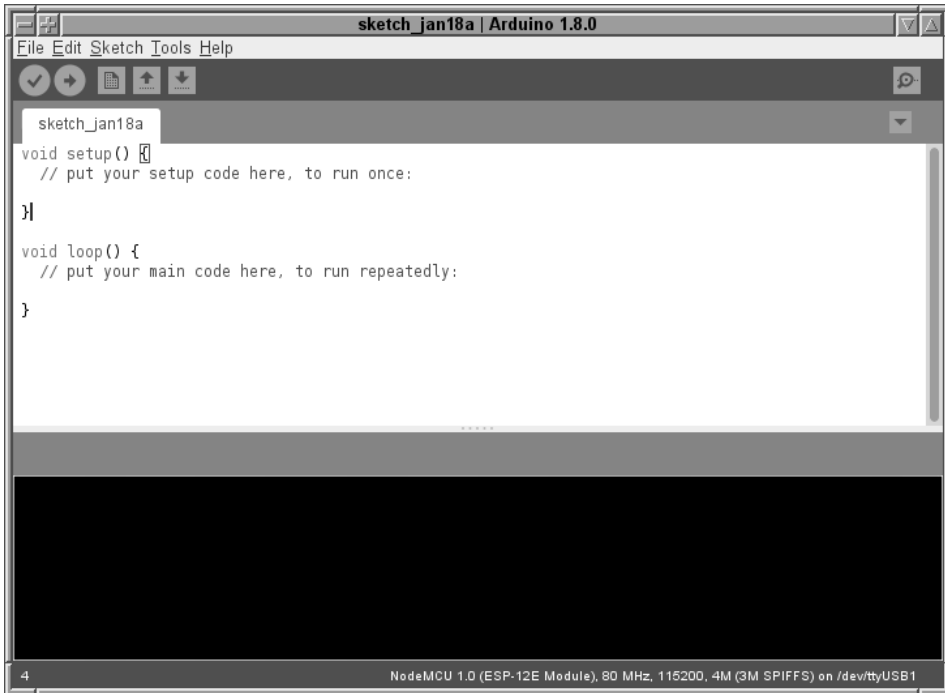 sketch_jan18a | Arduino 1.8.0
File Edit Sketch Tools Help
sketch_jan18a
void setup() {
  // put your setup code here, to run once:
}
void loop() {
  // put your main code here, to run repeatedly:
}
4
NodeMCU 1.0 (ESP-12E Module), 80 MHz, 115200, 4M (3M SPIFFS) on /dev/ttyUSB1